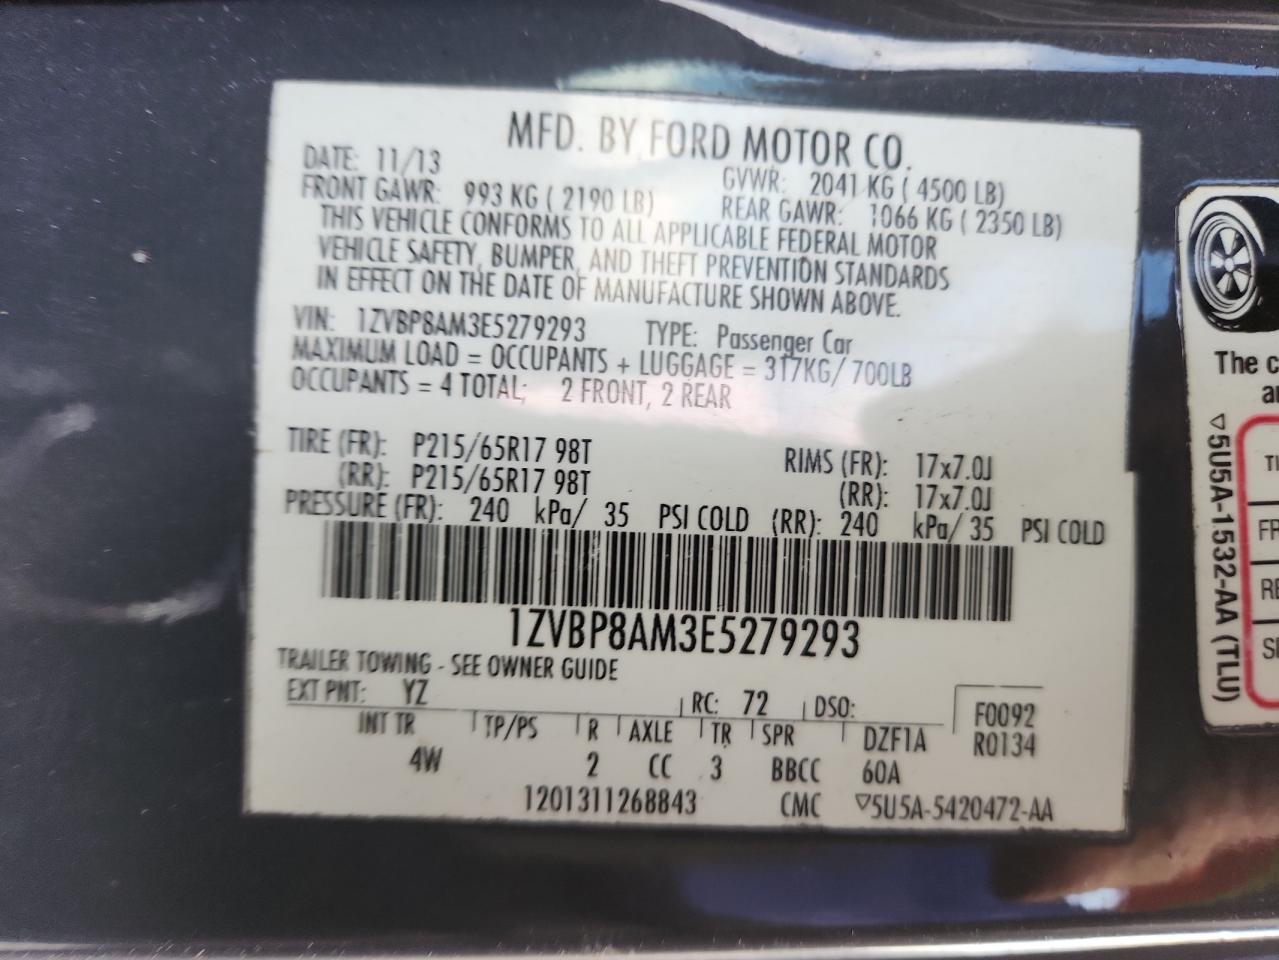 MFD. BY FORD MOTOR CO.
DATE: 11/13 GVWR: 2041 KG ( 4500 LB)
FRONT GAWR: 993 KG ( 2190 LB) REAR GAWR: 1066 KG ( 2350 LB)
THIS VEHICLE CONFORMS TO ALL APPLICABLE FEDERAL MOTOR
VEHICLE SAFETY, BUMPER, AND THEFT PREVENTION STANDARDS
IN EFFECT ON THE DATE OF MANUFACTURE SHOWN ABOVE.
VIN: 1ZVBP8AM3E5279293 TYPE: Passenger Car
MAXIMUM LOAD = OCCUPANTS + LUGGAGE = 317KG/ 700LB
OCCUPANTS = 4 TOTAL; 2 FRONT, 2 REAR
TIRE (FR): P215/65R17 98T RIMS (FR): 17x7.0J
(RR): P215/65R17 98T (RR): 17x7.0J
PRESSURE (FR): 240 kPa/ 35 PSI COLD (RR): 240 kPa/ 35 PSI COLD
1ZVBP8AM3E5279293
TRAILER TOWING - SEE OWNER GUIDE
EXT PNT: YZ RC: 72 DSO: F0092
INT TR TP/PS R AXLE TR SPR DZF1A R0134
4W 2 CC 3 BBCC 60A
1201311268843 CMC ▽5U5A-5420472-AA
The c
a
▽5U5A-1532-AA (TLU)
TI
FR
RE